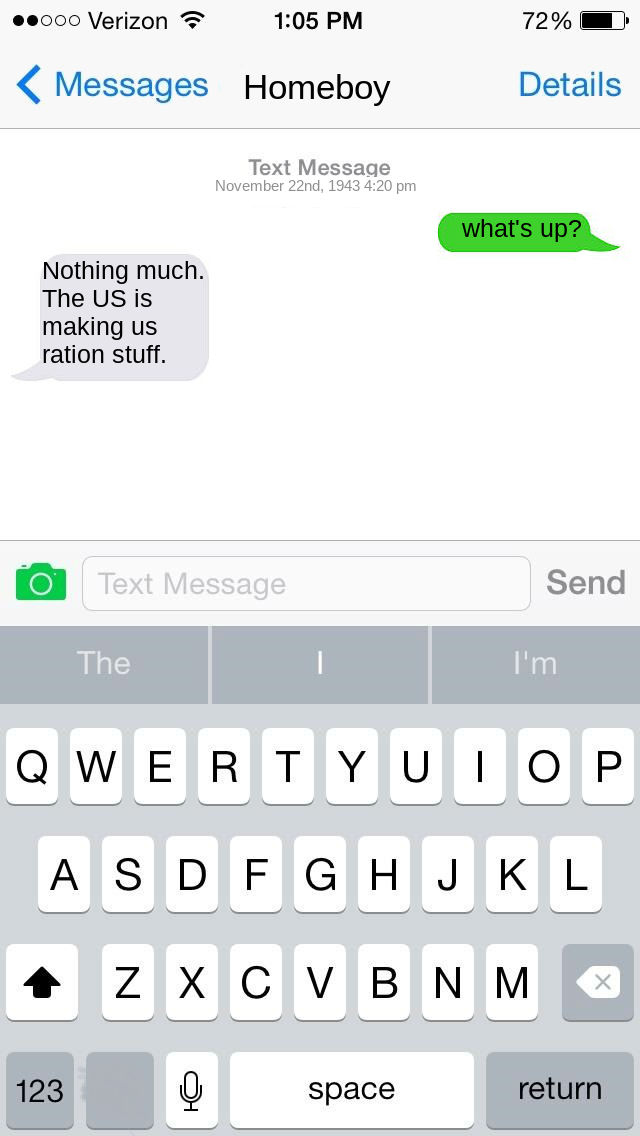 Verizon 1:05 PM 72%
Messages Homeboy Details
Text Message
November 22nd, 1943 4:20 pm
what's up?
Nothing much.
The US is
making us
ration stuff.
Text Message Send
The I I'm
Q W E R T Y U I O P
A S D F G H J K L
Z X C V B N M
123 space return